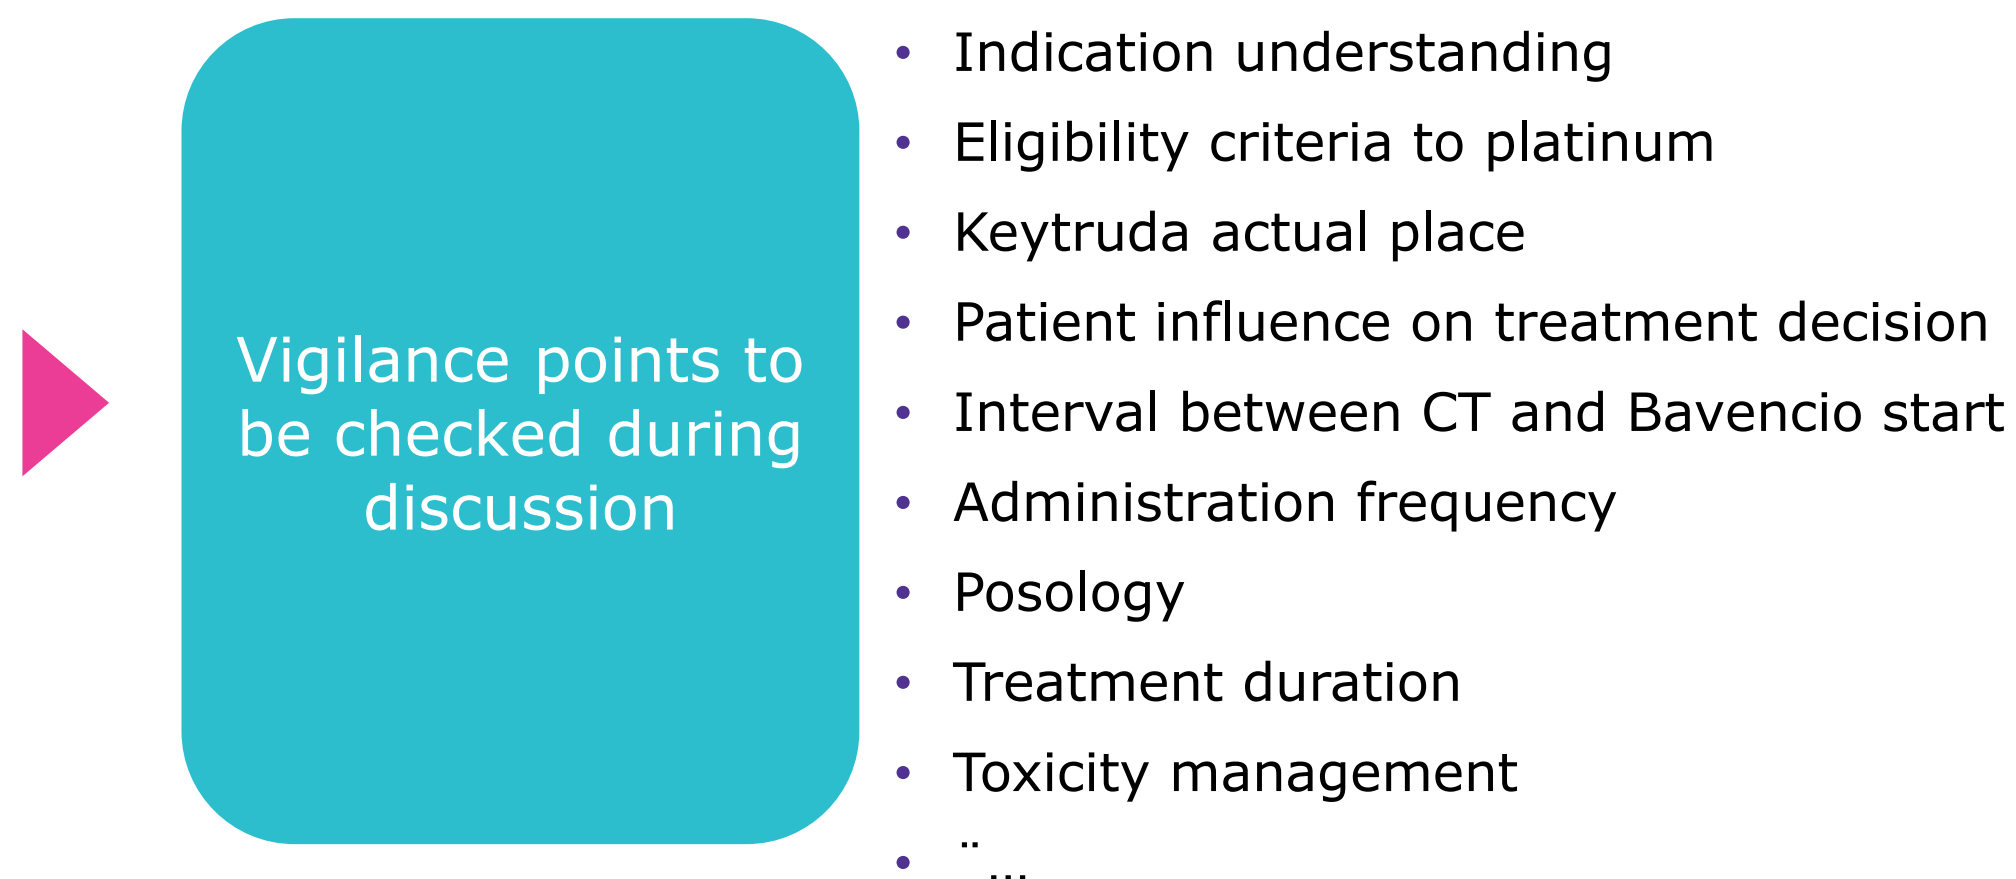 Vigilance points to
be checked during
discussion
• Indication understanding
• Eligibility criteria to platinum
• Keytruda actual place
• Patient influence on treatment decision
• Interval between CT and Bavencio start
• Administration frequency
• Posology
• Treatment duration
• Toxicity management
• ¨…